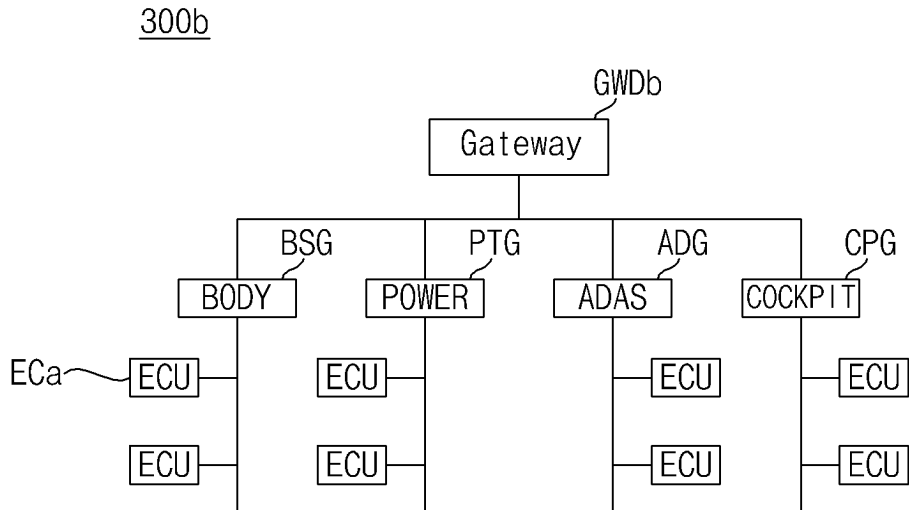 300b
GWDb
Gateway
BSG PTG ADG CPG
BODY POWER ADAS COCKPIT
ECa ECU ECU ECU ECU
ECU ECU ECU ECU